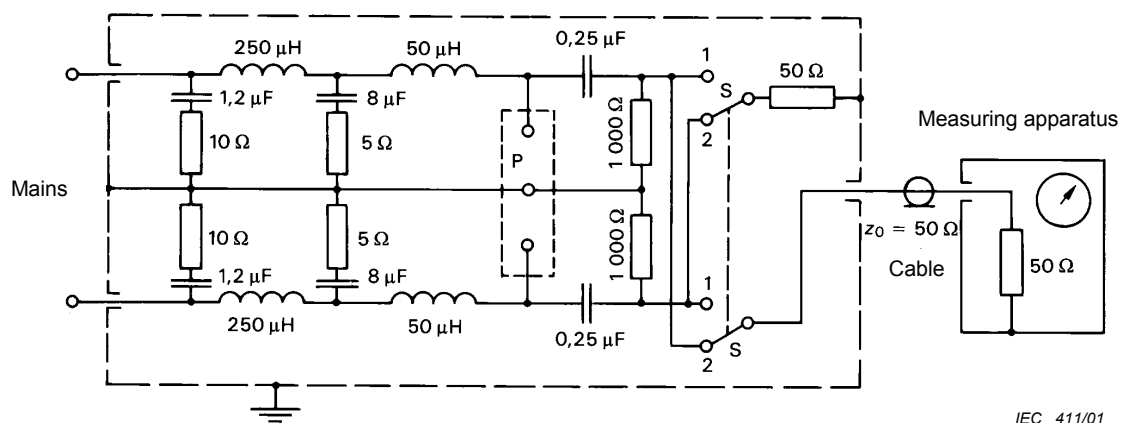 250 µH
50 µH
0,25 µF
1
S
50 Ω
1,2 µF
8 µF
10 Ω
5 Ω
1 000 Ω
2
Measuring apparatus
P
Mains
10 Ω
5 Ω
1 000 Ω
z0 = 50 Ω
Cable
50 Ω
1,2 µF
8 µF
1
250 µH
50 µH
0,25 µF
S
2
IEC 411/01